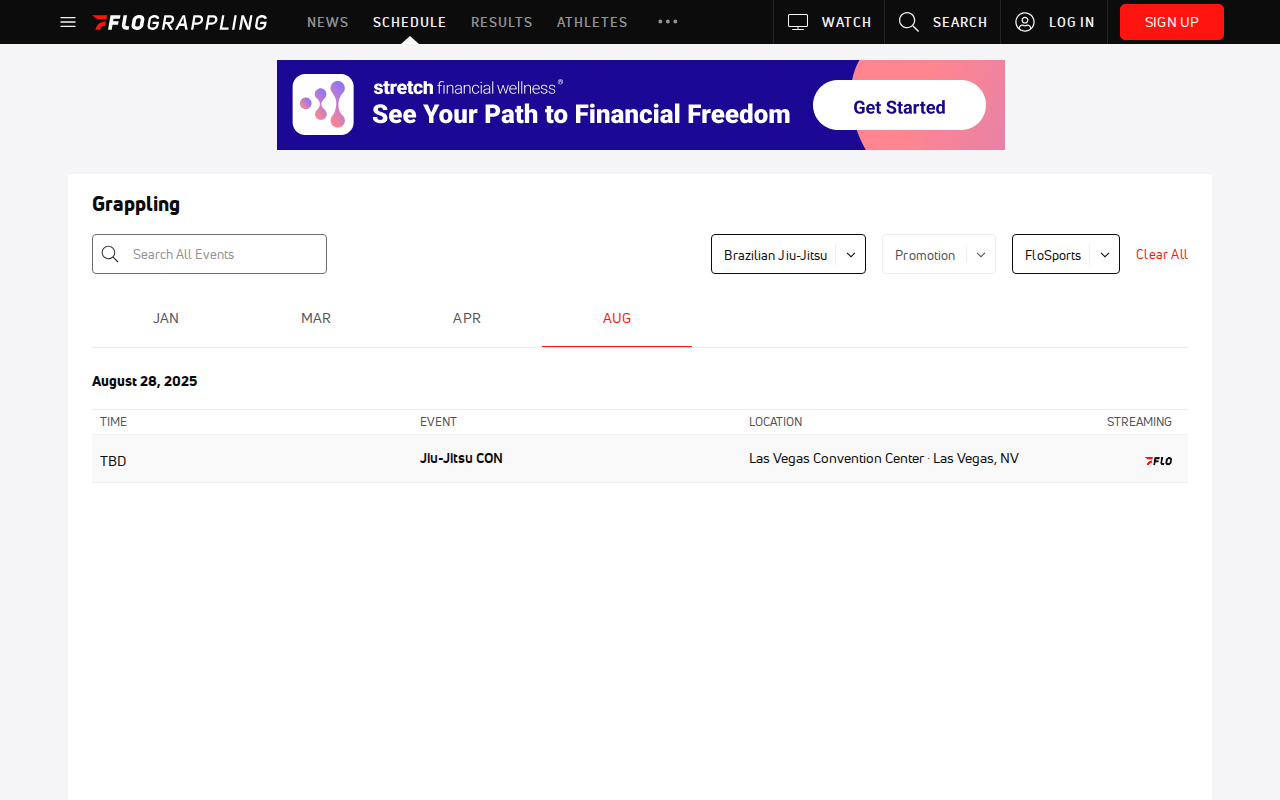 FLOGRAPPLING NEWS SCHEDULE RESULTS ATHLETES WATCH SEARCH LOG IN SIGN UP
stretch financial wellness®
See Your Path to Financial Freedom
Get Started
Grappling
Search All Events Brazilian Jiu-Jitsu Promotion FloSports Clear All
JAN MAR APR AUG
August 28, 2025
TIME EVENT LOCATION STREAMING
TBD Jiu-Jitsu CON Las Vegas Convention Center · Las Vegas, NV FLO